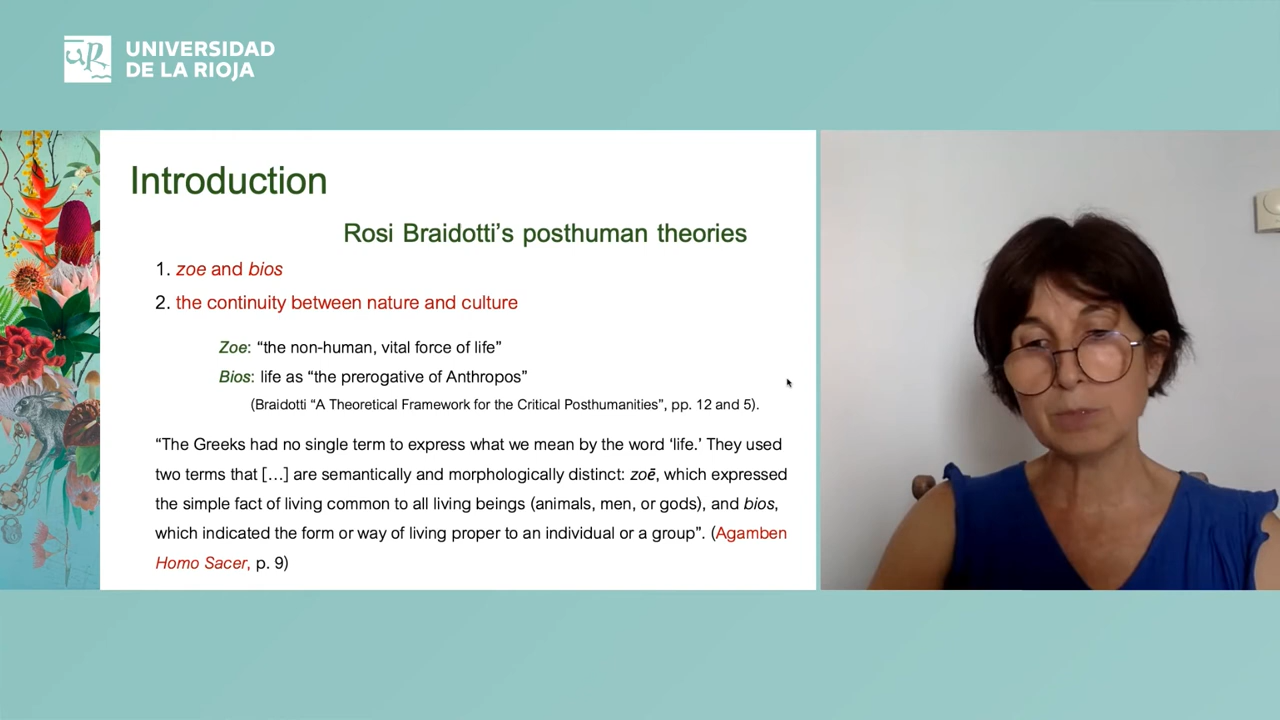 UNIVERSIDAD
DE LA RIOJA
Introduction
Rosi Braidotti’s posthuman theories
1. zoe and bios
2. the continuity between nature and culture
Zoe: “the non-human, vital force of life”
Bios: life as “the prerogative of Anthropos”
(Braidotti “A Theoretical Framework for the Critical Posthumanities”, pp. 12 and 5).
“The Greeks had no single term to express what we mean by the word ‘life.’ They used
two terms that […] are semantically and morphologically distinct: zoē, which expressed
the simple fact of living common to all living beings (animals, men, or gods), and bios,
which indicated the form or way of living proper to an individual or a group”. (Agamben
Homo Sacer, p. 9)